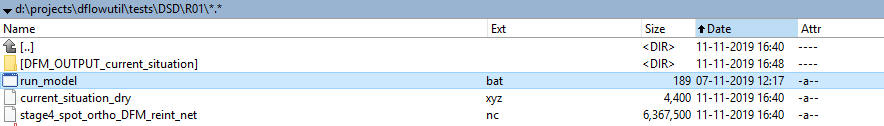 d:\projects\dflowutil\tests\DSD\R01\*.*
Name Ext Size Date Attr
[..] <DIR> 11-11-2019 16:40 ----
[DFM_OUTPUT_current_situation] <DIR> 11-11-2019 16:48 ----
run_model bat 189 07-11-2019 12:17 -a--
current_situation_dry xyz 4,400 11-11-2019 16:40 -a--
stage4_spot_ortho_DFM_reint_net nc 6,367,500 11-11-2019 16:40 -a--